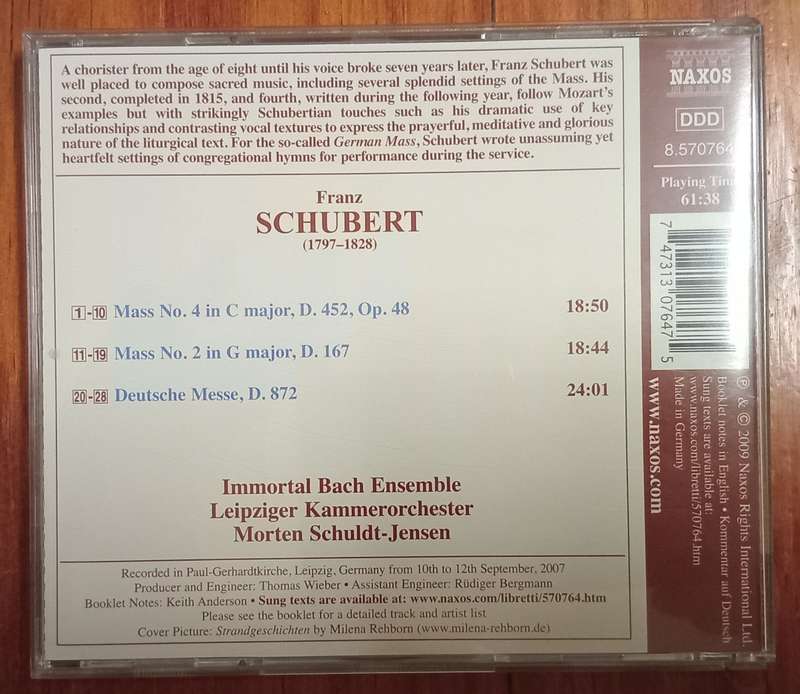 A chorister from the age of eight until his voice broke seven years later, Franz Schubert was
well placed to compose sacred music, including several splendid settings of the Mass. His
second, completed in 1815, and fourth, written during the following year, follow Mozart's
examples but with strikingly Schubertian touches such as his dramatic use of key
relationships and contrasting vocal textures to express the prayerful, meditative and glorious
nature of the liturgical text. For the so-called German Mass, Schubert wrote unassuming yet
heartfelt settings of congregational hymns for performance during the service.
Franz
SCHUBERT
(1797–1828)
1-10 Mass No. 4 in C major, D. 452, Op. 48 18:50
11-19 Mass No. 2 in G major, D. 167 18:44
20-28 Deutsche Messe, D. 872 24:01
Immortal Bach Ensemble
Leipziger Kammerorchester
Morten Schuldt-Jensen
Recorded in Paul-Gerhardtkirche, Leipzig, Germany from 10th to 12th September, 2007
Producer and Engineer: Thomas Wieber • Assistant Engineer: Rüdiger Bergmann
Booklet Notes: Keith Anderson • Sung texts are available at: www.naxos.com/libretti/570764.htm
Please see the booklet for a detailed track and artist list
Cover Picture: Strandgeschichten by Milena Rehborn (www.milena-rehborn.de)
NAXOS
DDD
8.570764
Playing Time
61:38
7 47313 07647 5
℗ & © 2009 Naxos Rights International Ltd.
Booklet notes in English • Kommentar auf Deutsch
Sung texts are available at:
www.naxos.com/libretti/570764.htm
Made in Germany
www.naxos.com